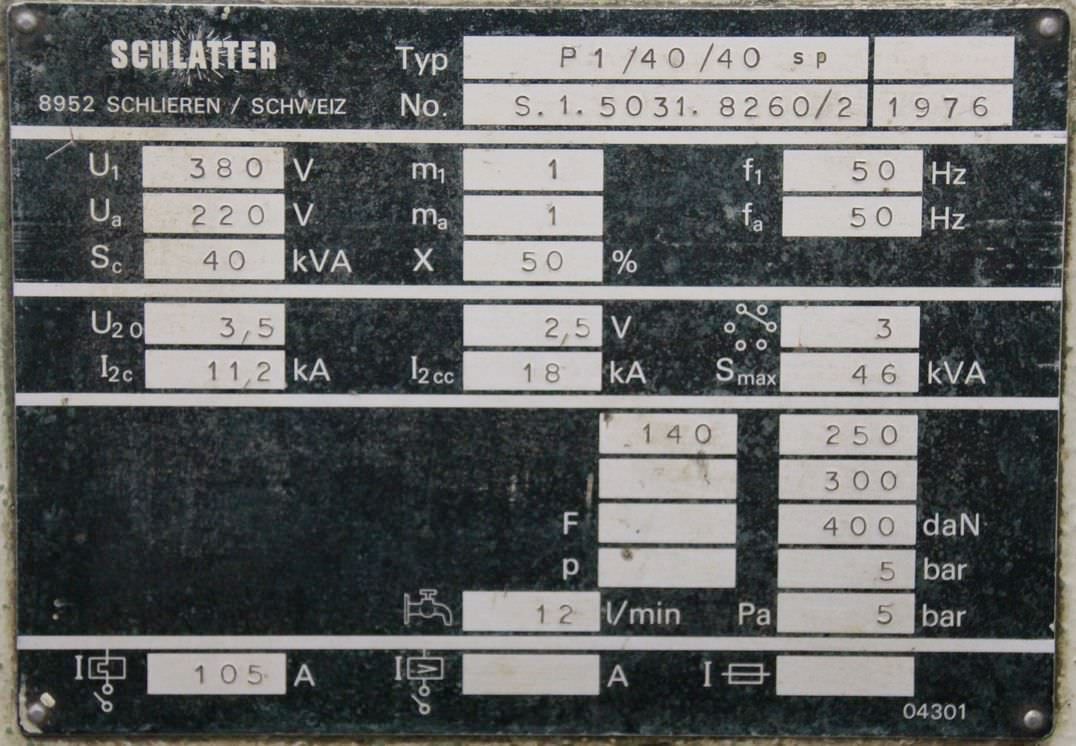 SCHLATTER Typ P1/40/40 sp
8952 SCHLIEREN / SCHWEIZ No. S.1.5031.8260/2 1976
U1 380 V m1 1 f1 50 Hz
Ua 220 V ma 1 fa 50 Hz
Sc 40 kVA X 50 %
U20 3,5 2,5 V 3
I2c 11,2 kA I2cc 18 kA Smax 46 kVA
140 250
300
F 400 daN
p 5 bar
12 l/min Pa 5 bar
I 105 A I A I
04301